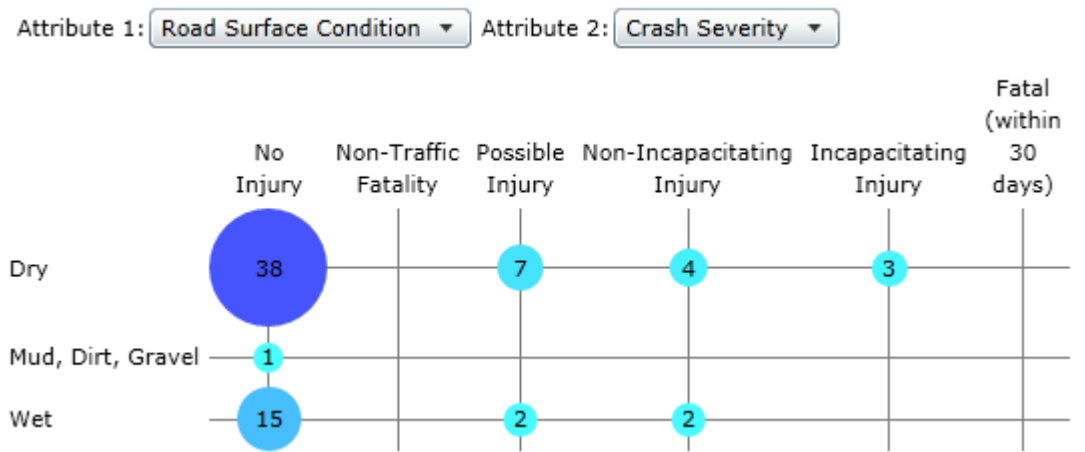 Attribute 1: Road Surface Condition Attribute 2: Crash Severity
Fatal
(within
No Non-Traffic Possible Non-Incapacitating Incapacitating 30
Injury Fatality Injury Injury Injury days)
Dry 38 7 4 3
Mud, Dirt, Gravel 1
Wet 15 2 2